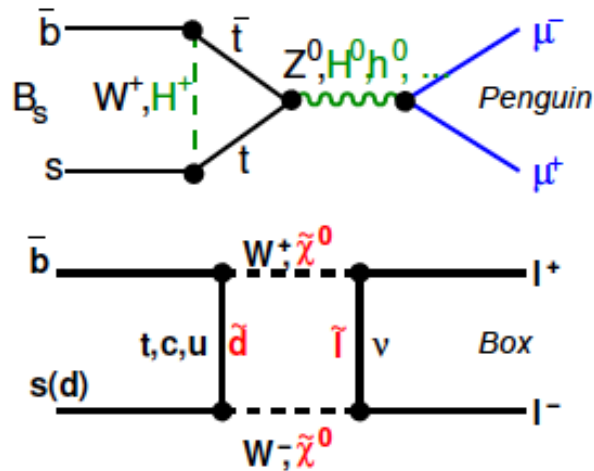 b̄ t̄ Z⁰,H⁰,h⁰, ... μ⁻
Bₛ W⁺,H⁺ Penguin
s t μ⁺
b̄ W⁺,χ̃⁰ l⁺
t,c,u d̃ l̃ ν Box
s(d) W⁻,χ̃⁰ l⁻